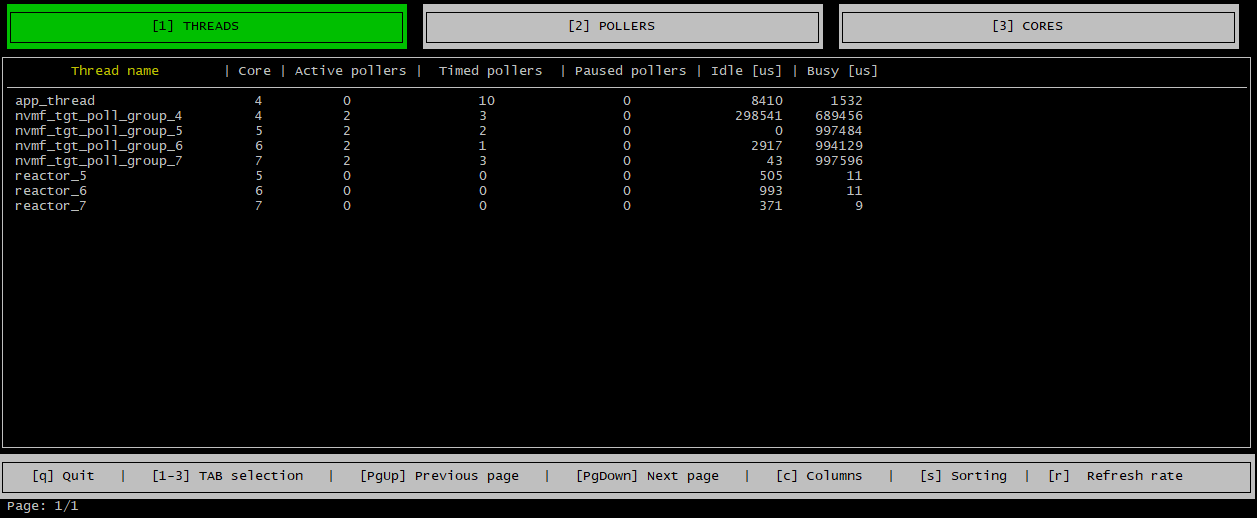 [1] THREADS [2] POLLERS [3] CORES
Thread name | Core | Active pollers | Timed pollers | Paused pollers | Idle [us] | Busy [us]
app_thread 4 0 10 0 8410 1532
nvmf_tgt_poll_group_4 4 2 3 0 298541 689456
nvmf_tgt_poll_group_5 5 2 2 0 0 997484
nvmf_tgt_poll_group_6 6 2 1 0 2917 994129
nvmf_tgt_poll_group_7 7 2 3 0 43 997596
reactor_5 5 0 0 0 505 11
reactor_6 6 0 0 0 993 11
reactor_7 7 0 0 0 371 9
[q] Quit | [1-3] TAB selection | [PgUp] Previous page | [PgDown] Next page | [c] Columns | [s] Sorting | [r] Refresh rate
Page: 1/1